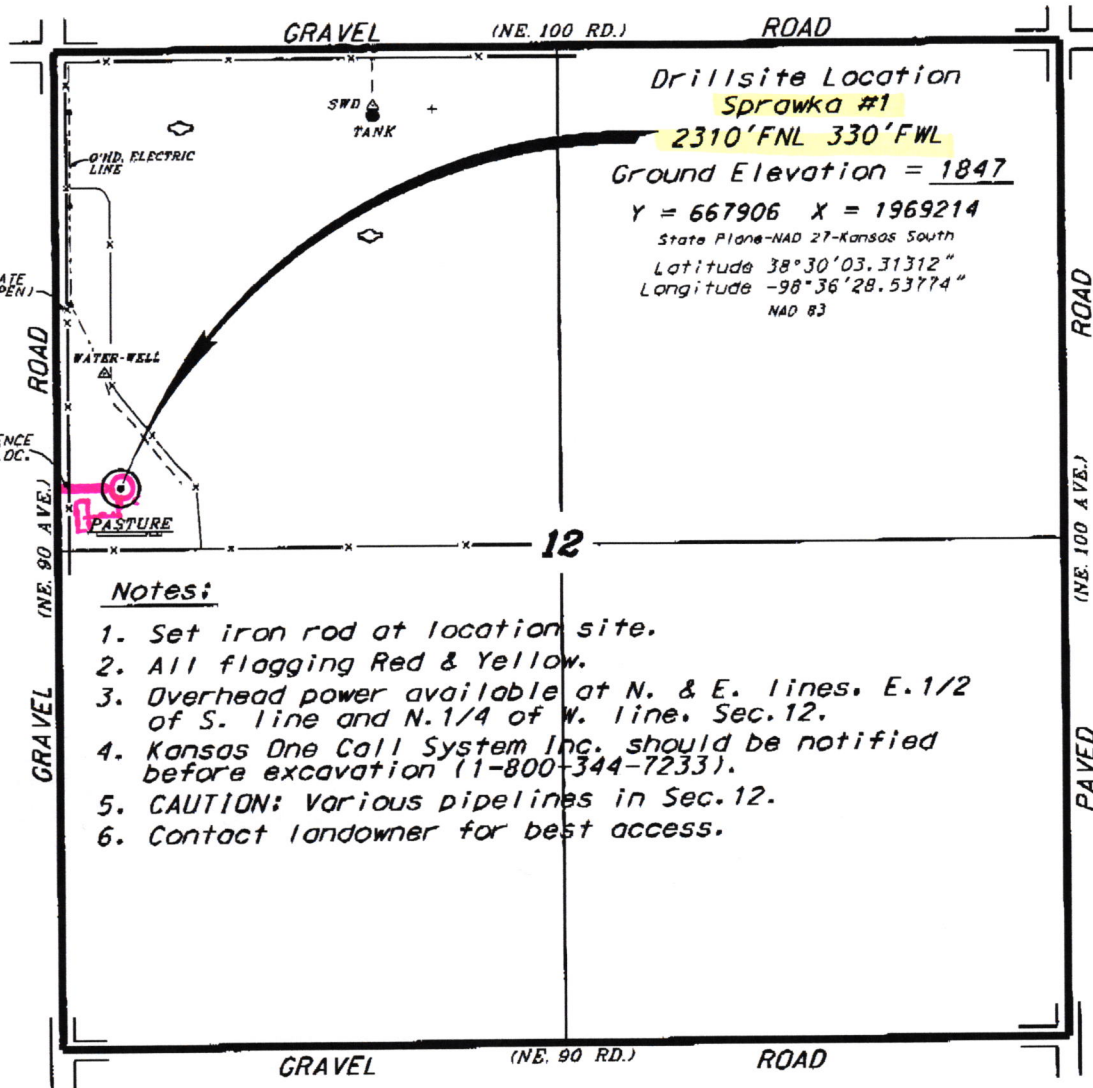 GRAVEL (NE. 100 RD.) ROAD
Drillsite Location
Sprawka #1
2310'FNL 330'FWL
Ground Elevation = 1847
Y = 667906 X = 1969214
State Plane-NAD 27-Kansas South
Latitude 38°30'03.31312"
Longitude -98°36'28.53774"
NAD 83
SWD
TANK
O'HD. ELECTRIC
LINE
WATER-WELL
PASTURE
GRAVEL (NE. 90 AVE.) ROAD
PAVED (NE. 100 AVE.) ROAD
12
Notes:
1. Set iron rod at location site.
2. All flagging Red & Yellow.
3. Overhead power available at N. & E. lines. E.1/2
of S. line and N.1/4 of W. line. Sec.12.
4. Kansas One Call System Inc. should be notified
before excavation (1-800-344-7233).
5. CAUTION: Various pipelines in Sec.12.
6. Contact landowner for best access.
GRAVEL (NE. 90 RD.) ROAD